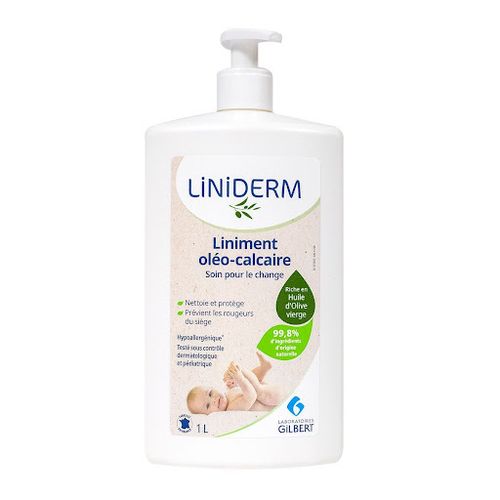 LiNiDERM
Liniment
oléo-calcaire
Soin pour le change
Riche en
Huile
d'Olive
vierge
Nettoie et protège
Prévient les rougeurs
du siège
99,8%
d'ingrédients
d'origine
naturelle
Hypoallergénique*
Testé sous contrôle
dermatologique
et pédiatrique
1 L
LABORATOIRES
GiLBERT